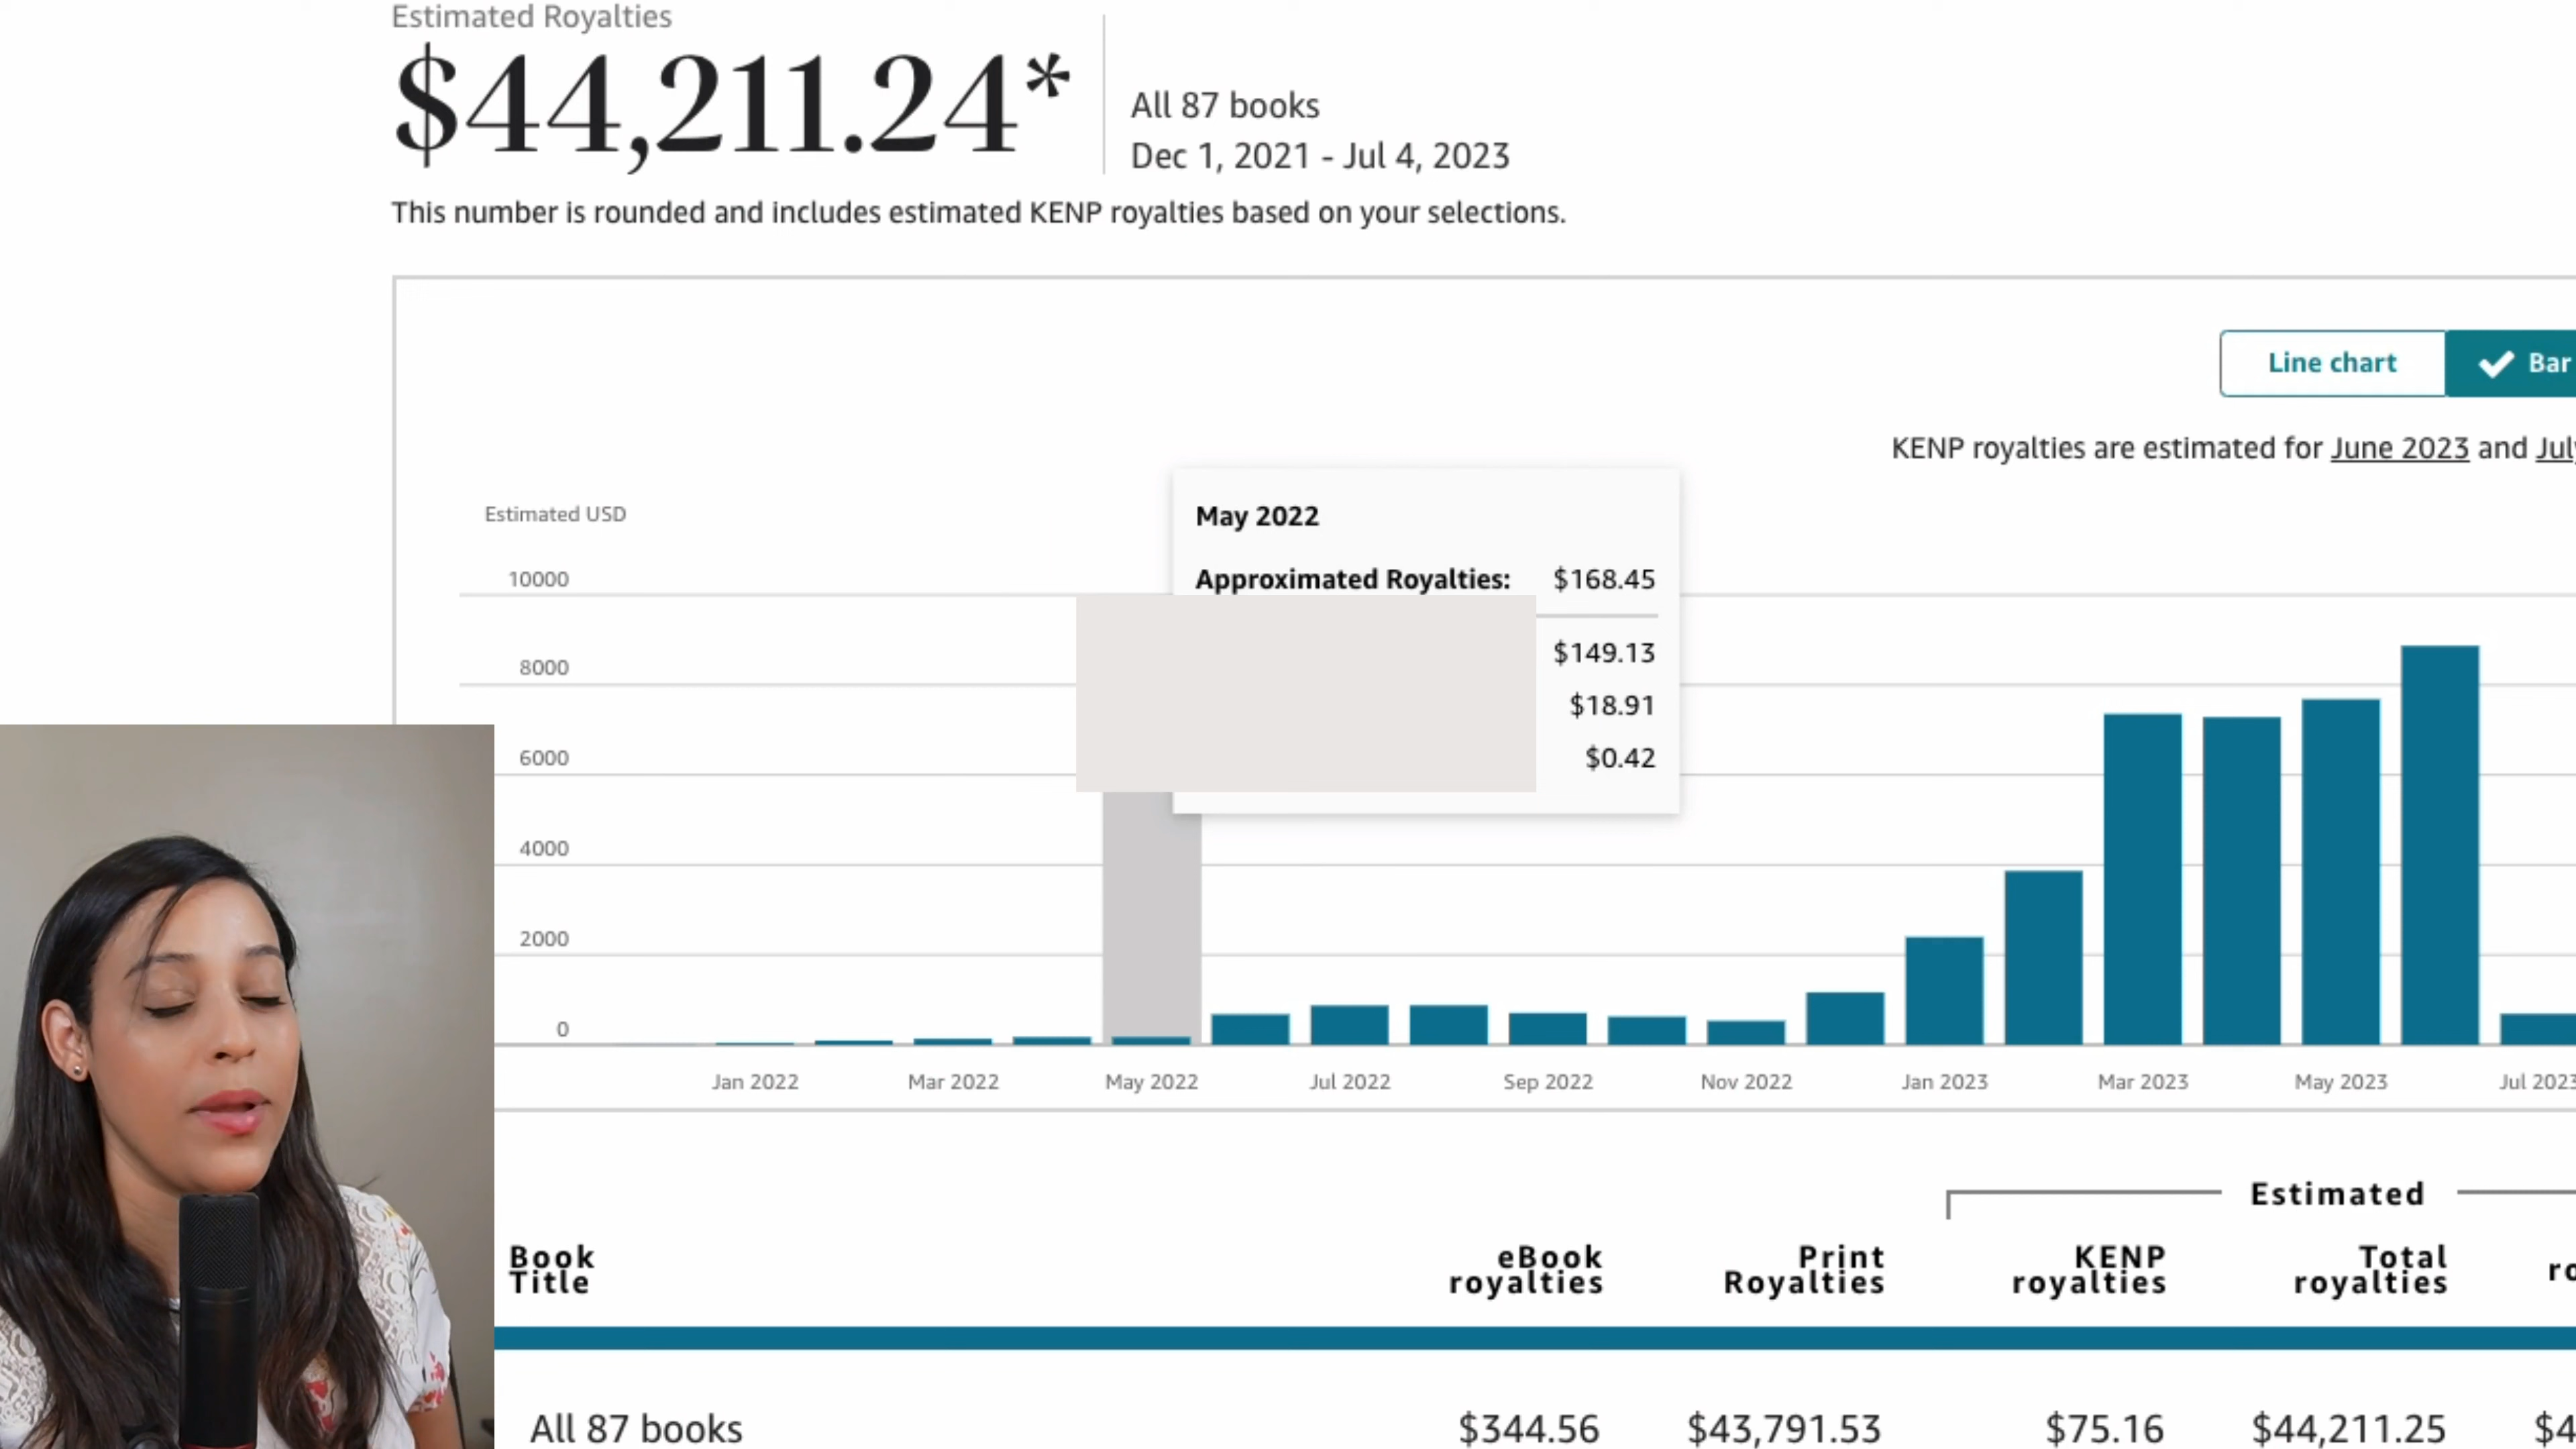 Estimated Royalties
$44,211.24*
All 87 books
Dec 1, 2021 - Jul 4, 2023
This number is rounded and includes estimated KENP royalties based on your selections.
Line chart
Bar
KENP royalties are estimated for June 2023 and
Estimated USD
May 2022
Approximated Royalties: $168.45
$149.13
$18.91
$0.42
10000
8000
6000
4000
2000
0
Jan 2022 Mar 2022 May 2022 Jul 2022 Sep 2022 Nov 2022 Jan 2023 Mar 2023 May 2023 Jul 2023
Estimated
Book Title eBook royalties Print Royalties KENP royalties Total royalties
All 87 books $344.56 $43,791.53 $75.16 $44,211.25